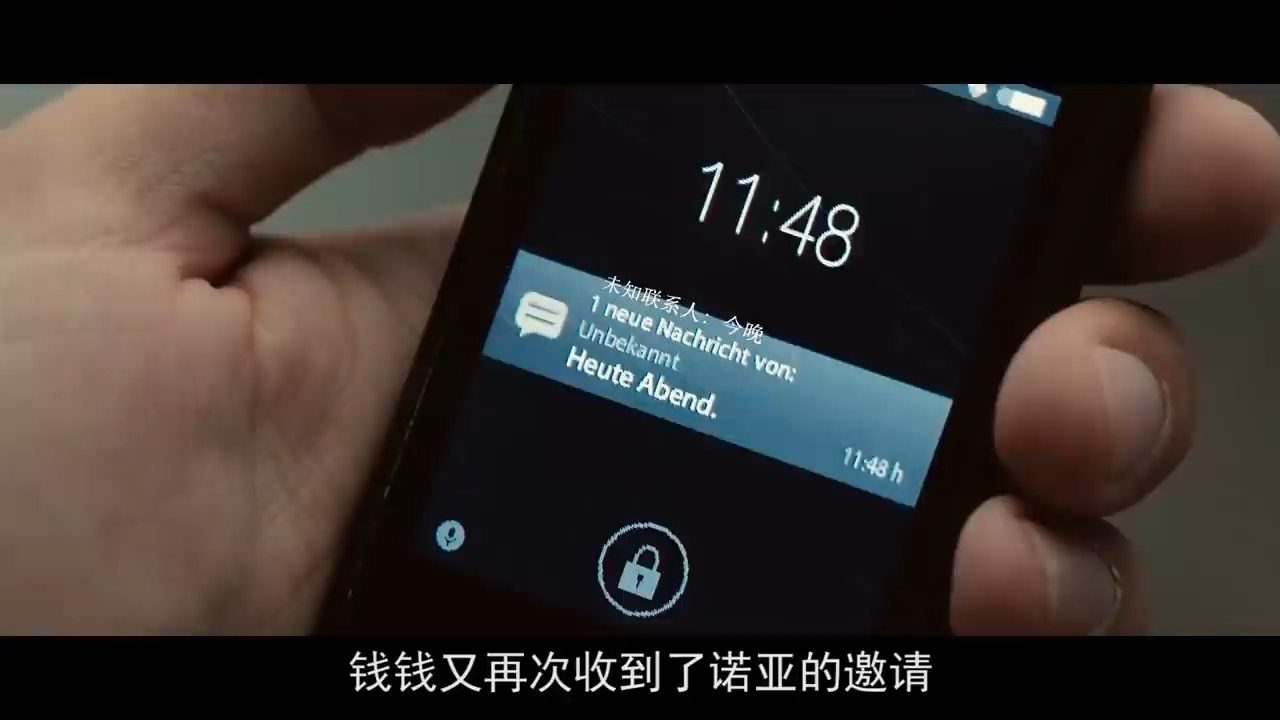 11:48
未知联系人：今晚
1 neue Nachricht von:
Unbekannt
Heute Abend.
11:48 h
钱钱又再次收到了诺亚的邀请